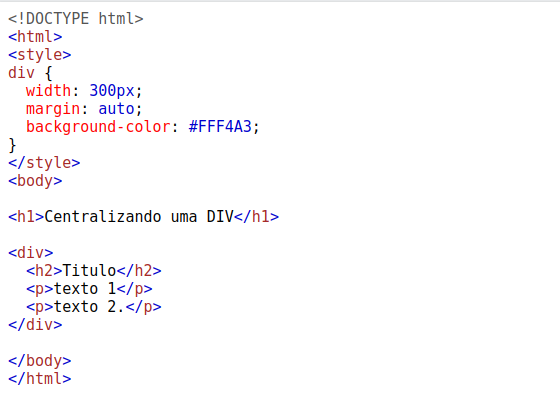 <!DOCTYPE html>
<html>
<style>
div {
  width: 300px;
  margin: auto;
  background-color: #FFF4A3;
}
</style>
<body>

<h1>Centralizando uma DIV</h1>

<div>
  <h2>Titulo</h2>
  <p>texto 1</p>
  <p>texto 2.</p>
</div>

</body>
</html>